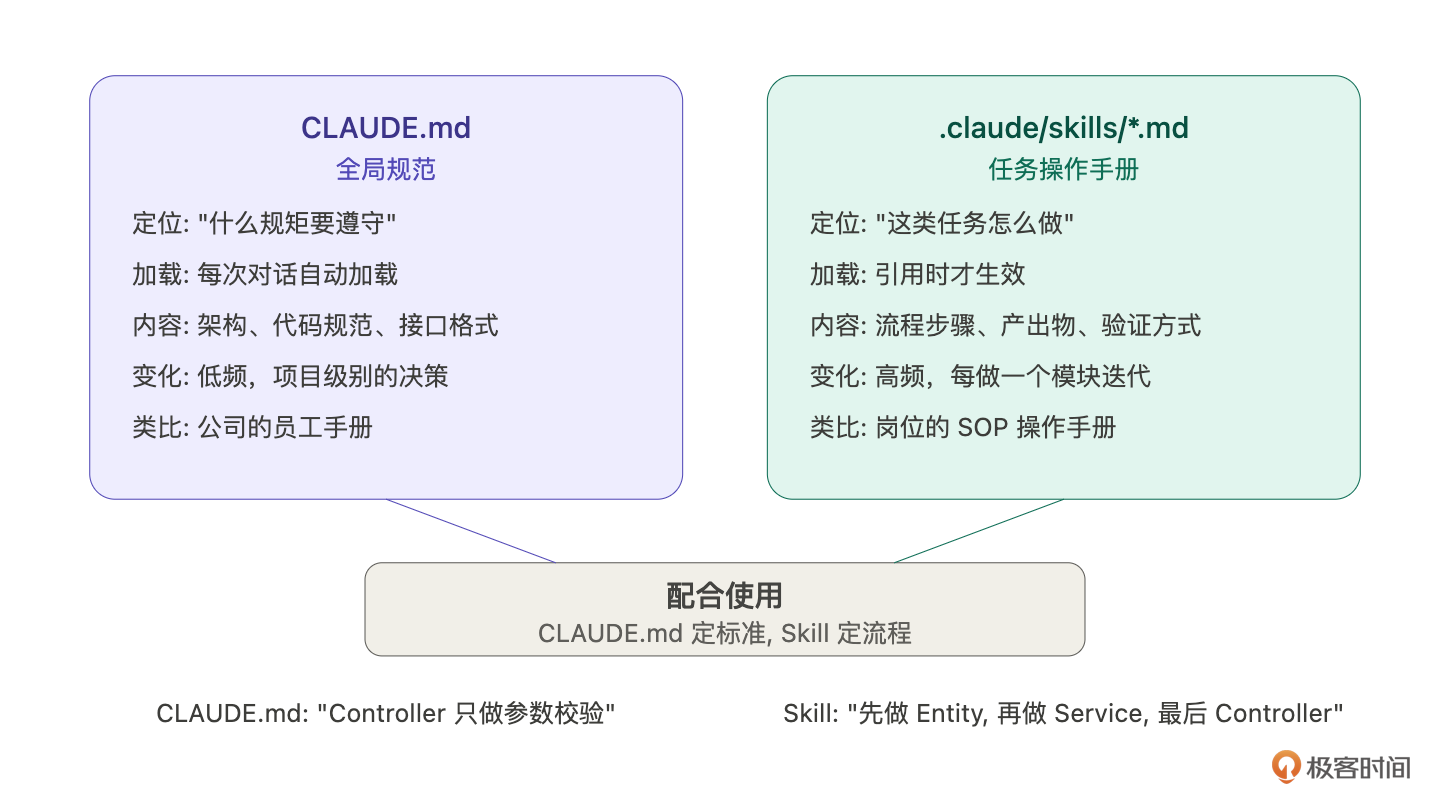 CLAUDE.md
全局规范
定位: "什么规矩要遵守"
加载: 每次对话自动加载
内容: 架构、代码规范、接口格式
变化: 低频，项目级别的决策
类比: 公司的员工手册
.claude/skills/*.md
任务操作手册
定位: "这类任务怎么做"
加载: 引用时才生效
内容: 流程步骤、产出物、验证方式
变化: 高频，每做一个模块迭代
类比: 岗位的 SOP 操作手册
配合使用
CLAUDE.md 定标准, Skill 定流程
CLAUDE.md: "Controller 只做参数校验"
Skill: "先做 Entity, 再做 Service, 最后 Controller"
极客时间